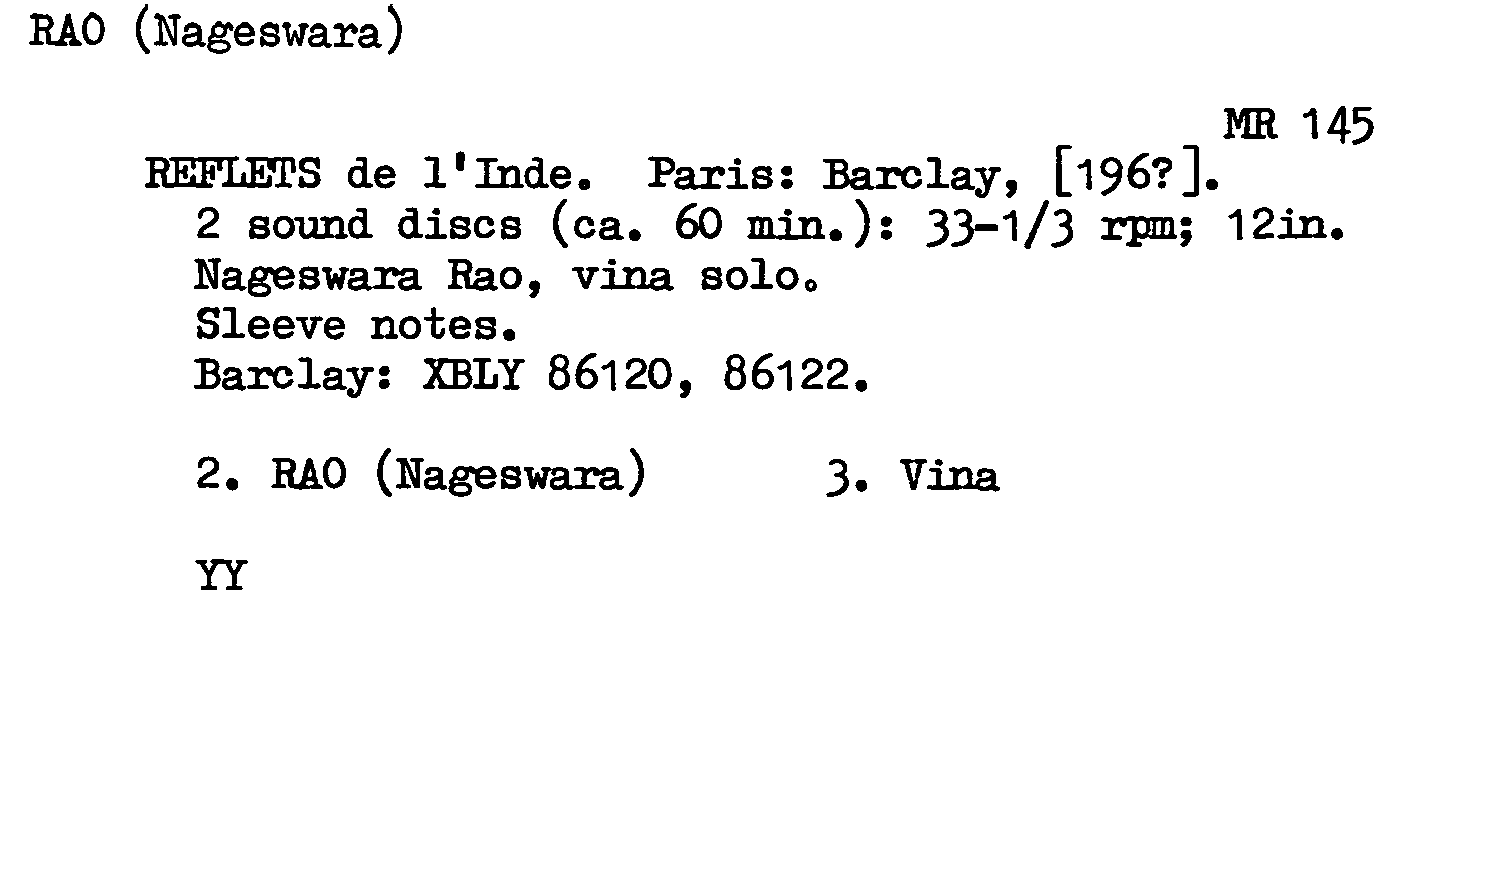 RAO (Nageswara)
MR 145
REFLETS de l'Inde. Paris: Barclay, [196?].
2 sound discs (ca. 60 min.): 33-1/3 rpm; 12in.
Nageswara Rao, vina solo.
Sleeve notes.
Barclay: XBLY 86120, 86122.
2. RAO (Nageswara) 3. Vina
YY